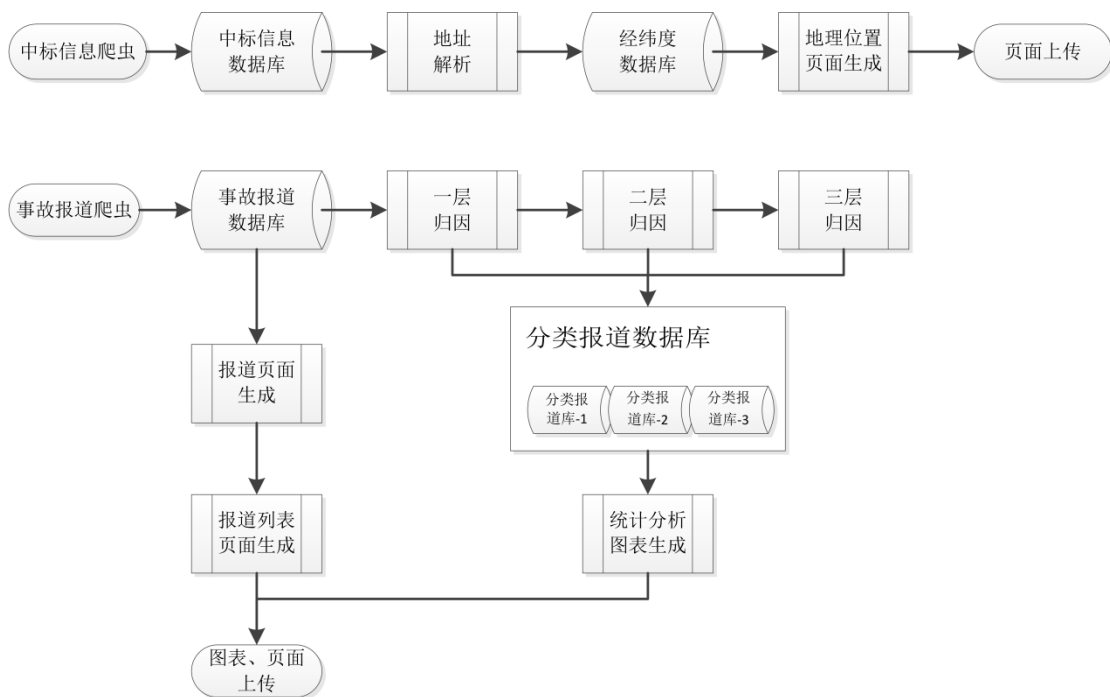 中标信息爬虫
中标信息
数据库
地址
解析
经纬度
数据库
地理位置
页面生成
页面上传
事故报道爬虫
事故报道
数据库
一层
归因
二层
归因
三层
归因
分类报道数据库
分类报
道库-1
分类报
道库-2
分类报
道库-3
报道页面
生成
报道列表
页面生成
统计分析
图表生成
图表、页面
上传